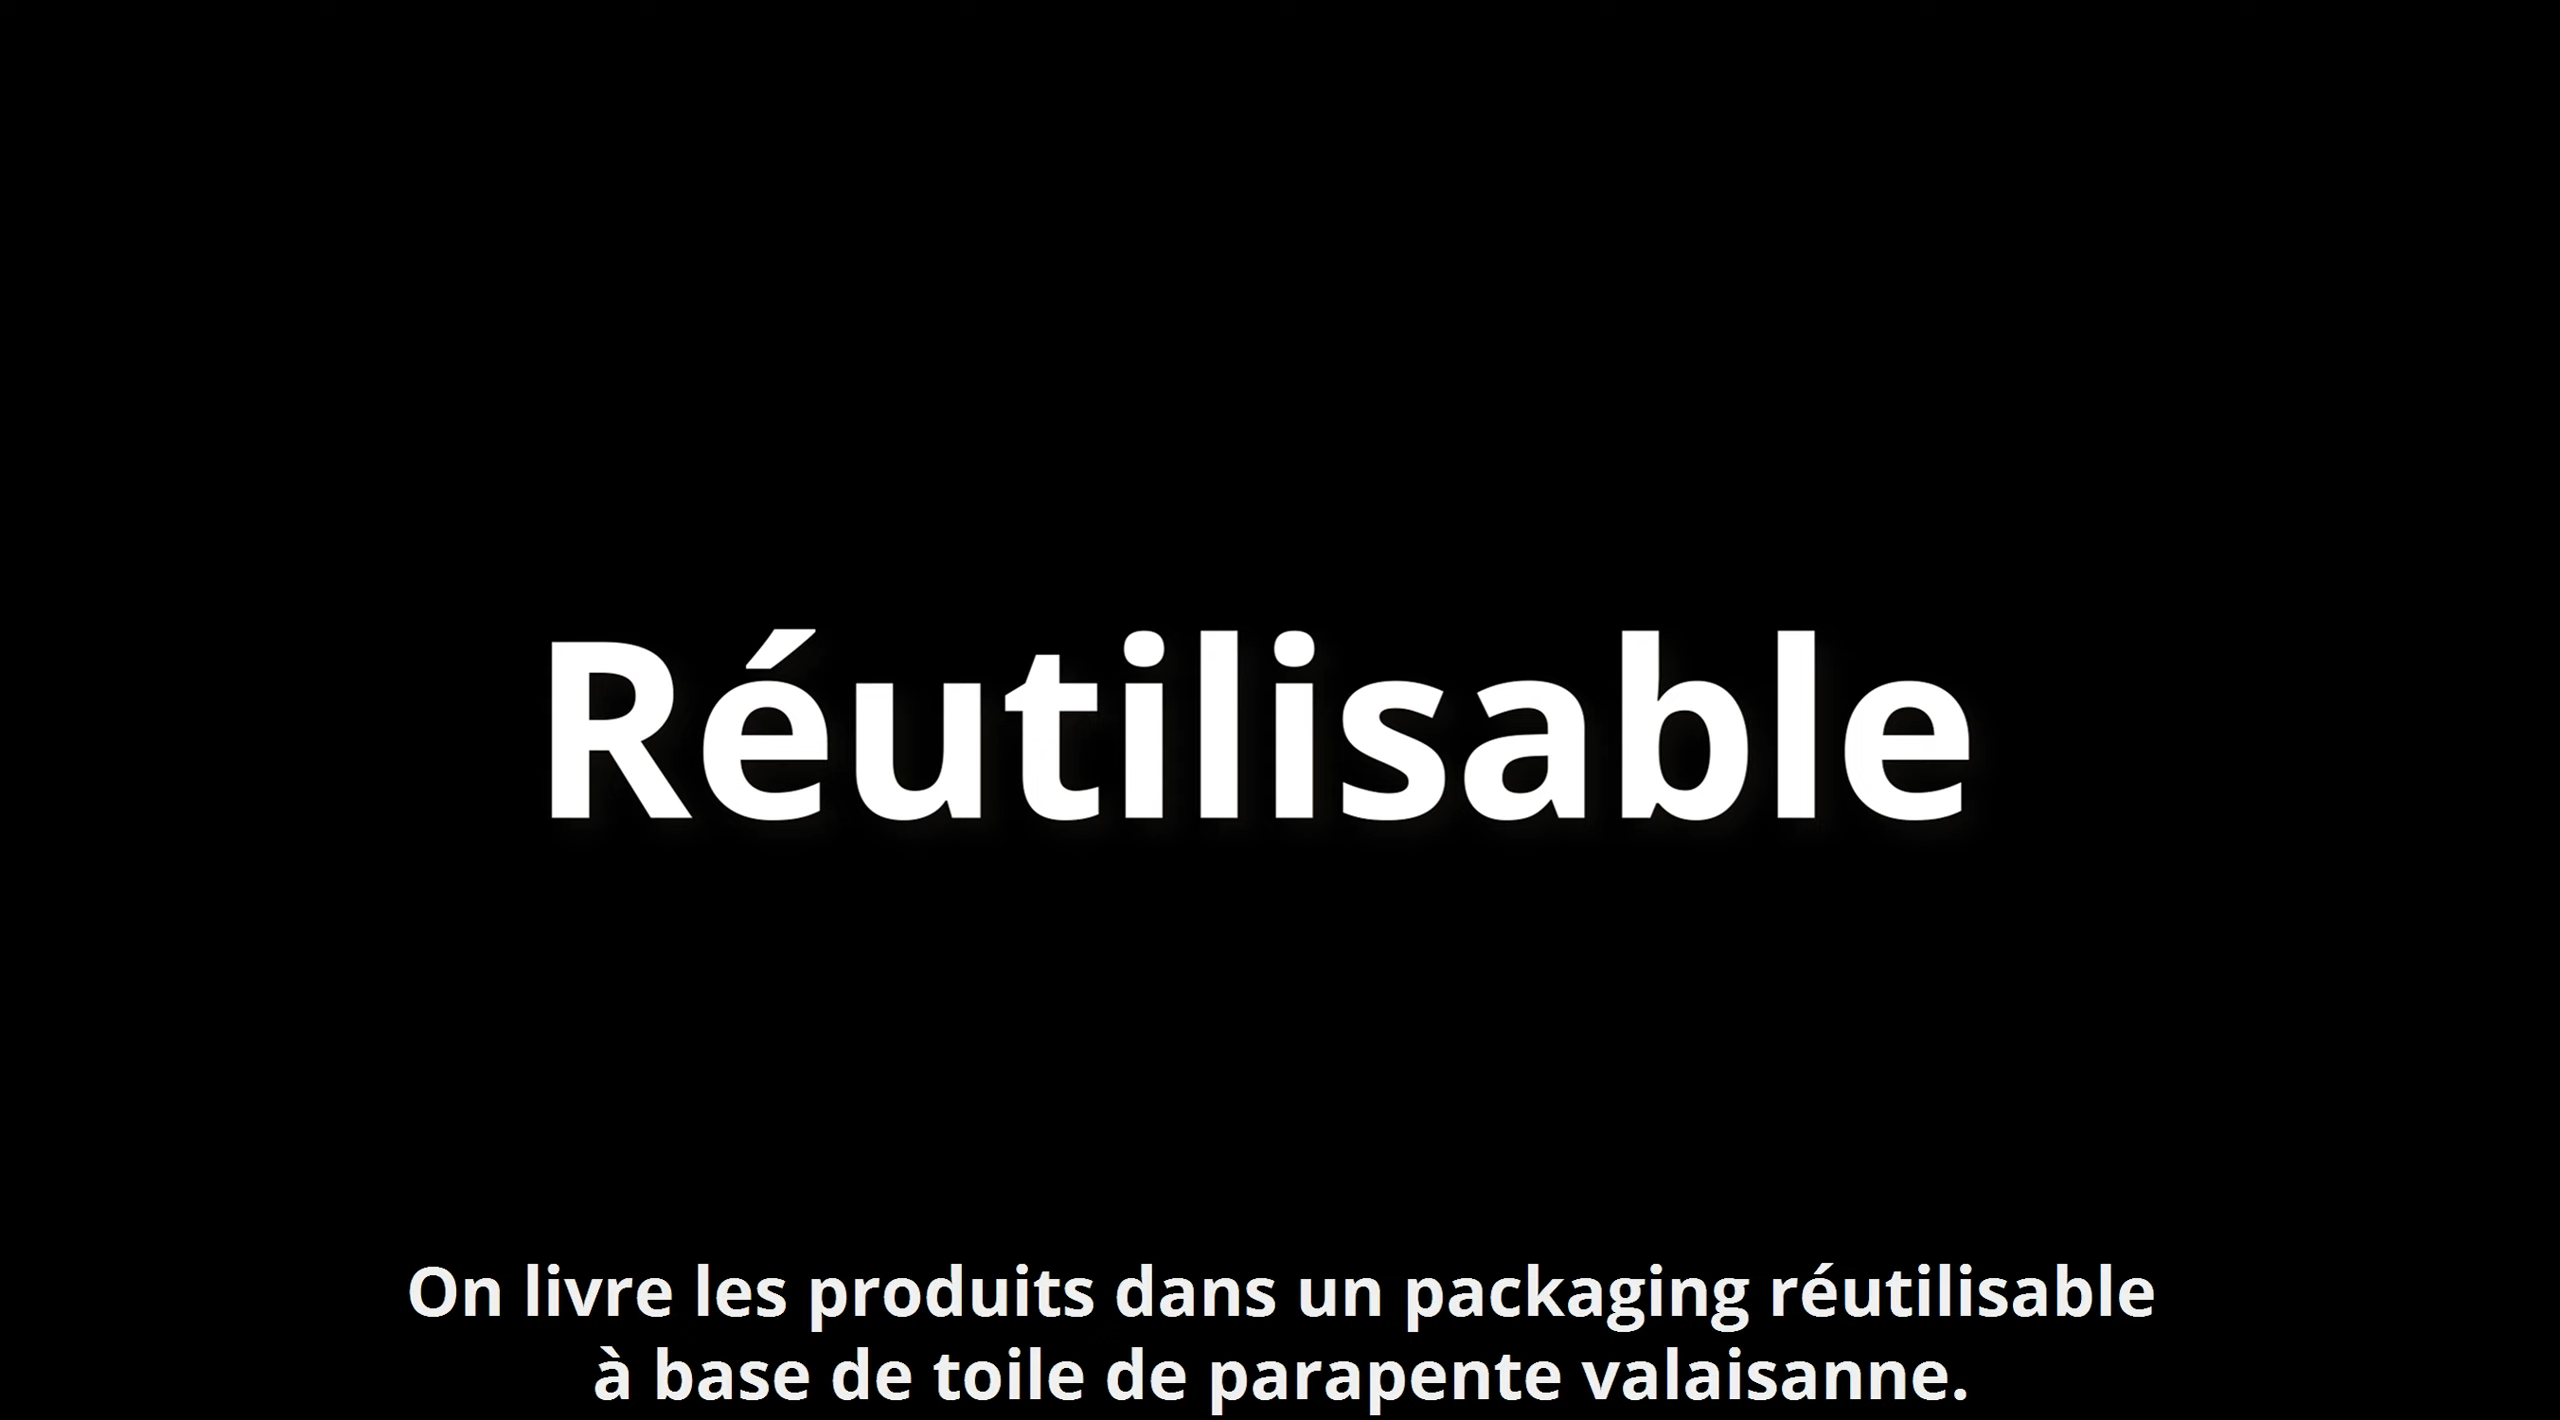 Réutilisable
On livre les produits dans un packaging réutilisable
à base de toile de parapente valaisanne.